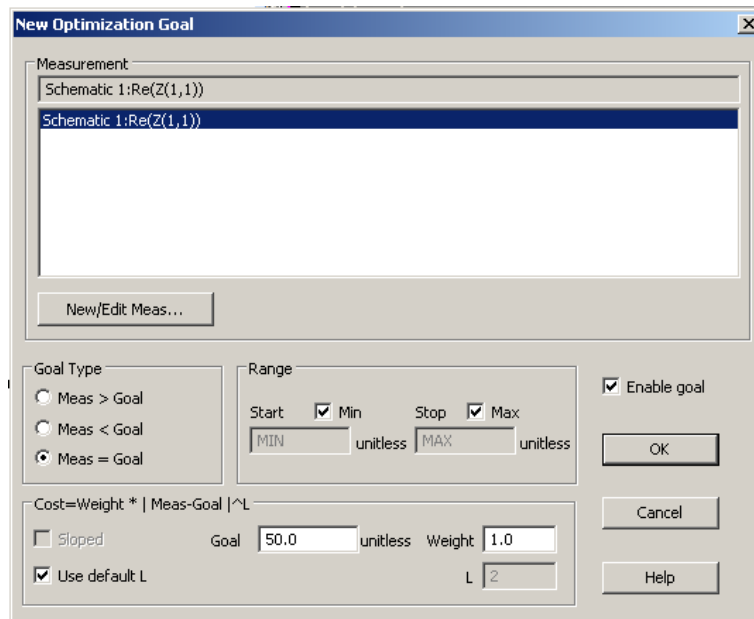 New Optimization Goal
Measurement
Schematic 1:Re(Z(1,1))
Schematic 1:Re(Z(1,1))
New/Edit Meas...
Goal Type
Meas > Goal
Meas < Goal
Meas = Goal
Range
Start Min Stop Max
MIN unitless MAX unitless
Enable goal
OK
Cost=Weight * | Meas-Goal |^L
Sloped Goal 50.0 unitless Weight 1.0
Use default L L 2
Cancel
Help